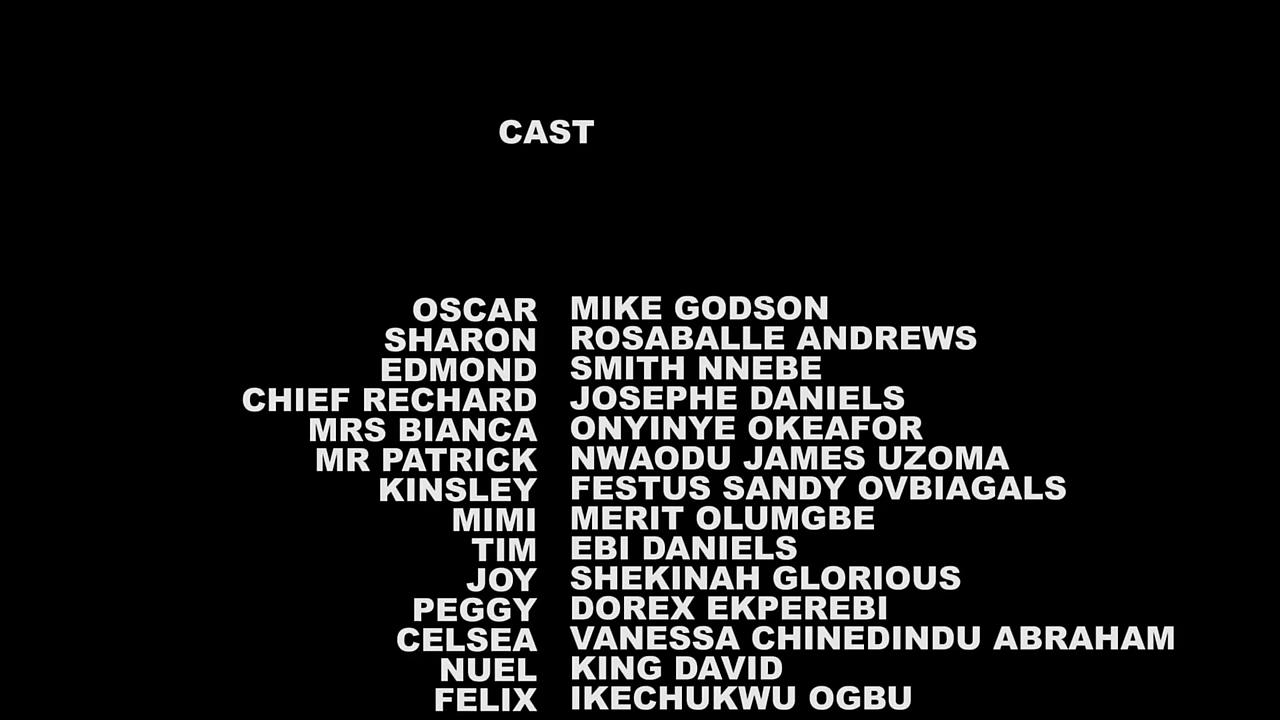 CAST
OSCAR MIKE GODSON
SHARON ROSABALLE ANDREWS
EDMOND SMITH NNEBE
CHIEF RECHARD JOSEPHE DANIELS
MRS BIANCA ONYINYE OKEAFOR
MR PATRICK NWAODU JAMES UZOMA
KINSLEY FESTUS SANDY OVBIAGALS
MIMI MERIT OLUMGBE
TIM EBI DANIELS
JOY SHEKINAH GLORIOUS
PEGGY DOREX EKPEREBI
CELSEA VANESSA CHINEDINDU ABRAHAM
NUEL KING DAVID
FELIX IKECHUKWU OGBU